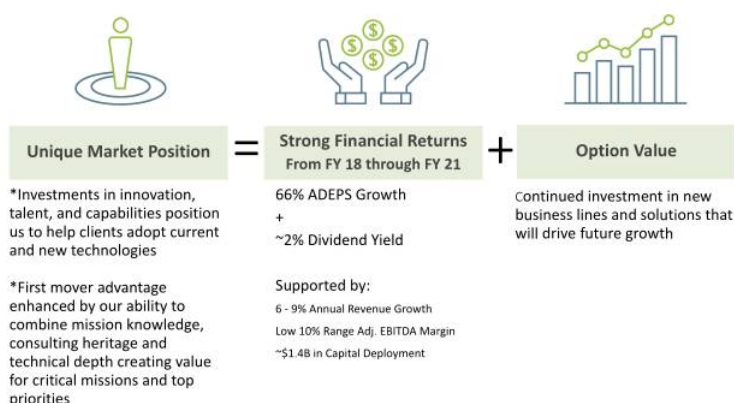 Unique Market Position
=
Strong Financial Returns
From FY 18 through FY 21
+
Option Value
*Investments in innovation,
talent, and capabilities position
us to help clients adopt current
and new technologies
*First mover advantage
enhanced by our ability to
combine mission knowledge,
consulting heritage and
technical depth creating value
for critical missions and top
priorities
66% ADEPS Growth
+
~2% Dividend Yield
Supported by:
6 - 9% Annual Revenue Growth
Low 10% Range Adj. EBITDA Margin
~$1.4B in Capital Deployment
Continued investment in new
business lines and solutions that
will drive future growth